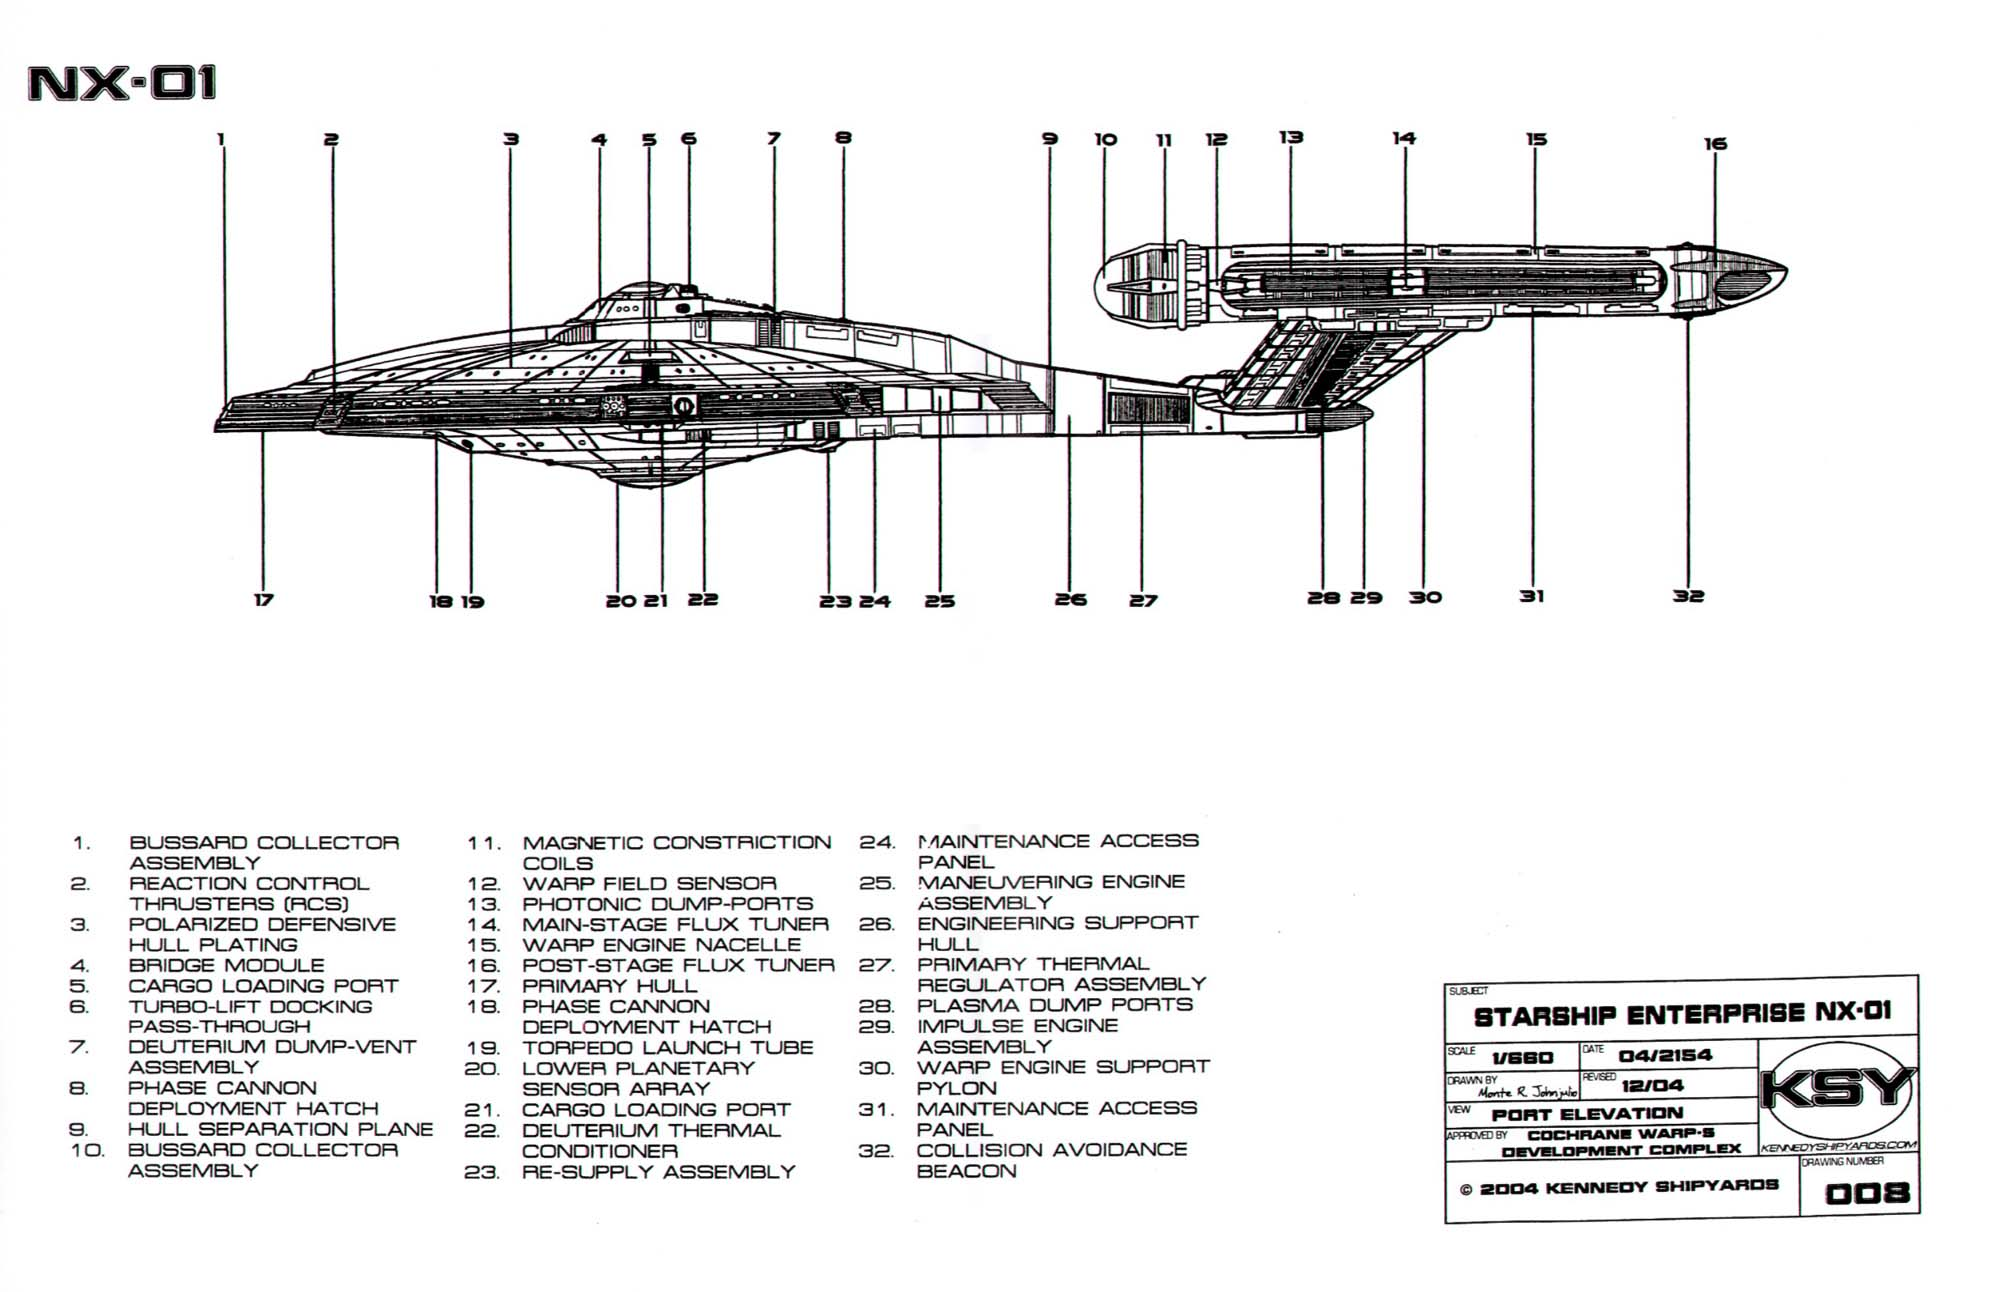 NX-01
1 2 3 4 5 6 7 8 9 10 11 12 13 14 15 16
17 18 19 20 21 22 23 24 25 26 27 28 29 30 31 32
1. BUSSARD COLLECTOR
ASSEMBLY
2. REACTION CONTROL
THRUSTERS (RCS)
3. POLARIZED DEFENSIVE
HULL PLATING
4. BRIDGE MODULE
5. CARGO LOADING PORT
6. TURBO-LIFT DOCKING
PASS-THROUGH
7. DEUTERIUM DUMP-VENT
ASSEMBLY
8. PHASE CANNON
DEPLOYMENT HATCH
9. HULL SEPARATION PLANE
10. BUSSARD COLLECTOR
ASSEMBLY
11. MAGNETIC CONSTRICTION
COILS
12. WARP FIELD SENSOR
13. PHOTONIC DUMP-PORTS
14. MAIN-STAGE FLUX TUNER
15. WARP ENGINE NACELLE
16. POST-STAGE FLUX TUNER
17. PRIMARY HULL
18. PHASE CANNON
DEPLOYMENT HATCH
19. TORPEDO LAUNCH TUBE
20. LOWER PLANETARY
SENSOR ARRAY
21. CARGO LOADING PORT
22. DEUTERIUM THERMAL
CONDITIONER
23. RE-SUPPLY ASSEMBLY
24. MAINTENANCE ACCESS
PANEL
25. MANEUVERING ENGINE
ASSEMBLY
26. ENGINEERING SUPPORT
HULL
27. PRIMARY THERMAL
REGULATOR ASSEMBLY
28. PLASMA DUMP PORTS
29. IMPULSE ENGINE
ASSEMBLY
30. WARP ENGINE SUPPORT
PYLON
31. MAINTENANCE ACCESS
PANEL
32. COLLISION AVOIDANCE
BEACON
SUBJECT
STARSHIP ENTERPRISE NX-01
SCALE 1/660 DATE 04/2154
DRAWN BY Monte R. Johnjulio REVISED 12/04
VIEW PORT ELEVATION
APPROVED BY COCHRANE WARP-5
DEVELOPMENT COMPLEX
KSY
KENNEDYSHIPYARDS.COM
© 2004 KENNEDY SHIPYARDS
DRAWING NUMBER
008